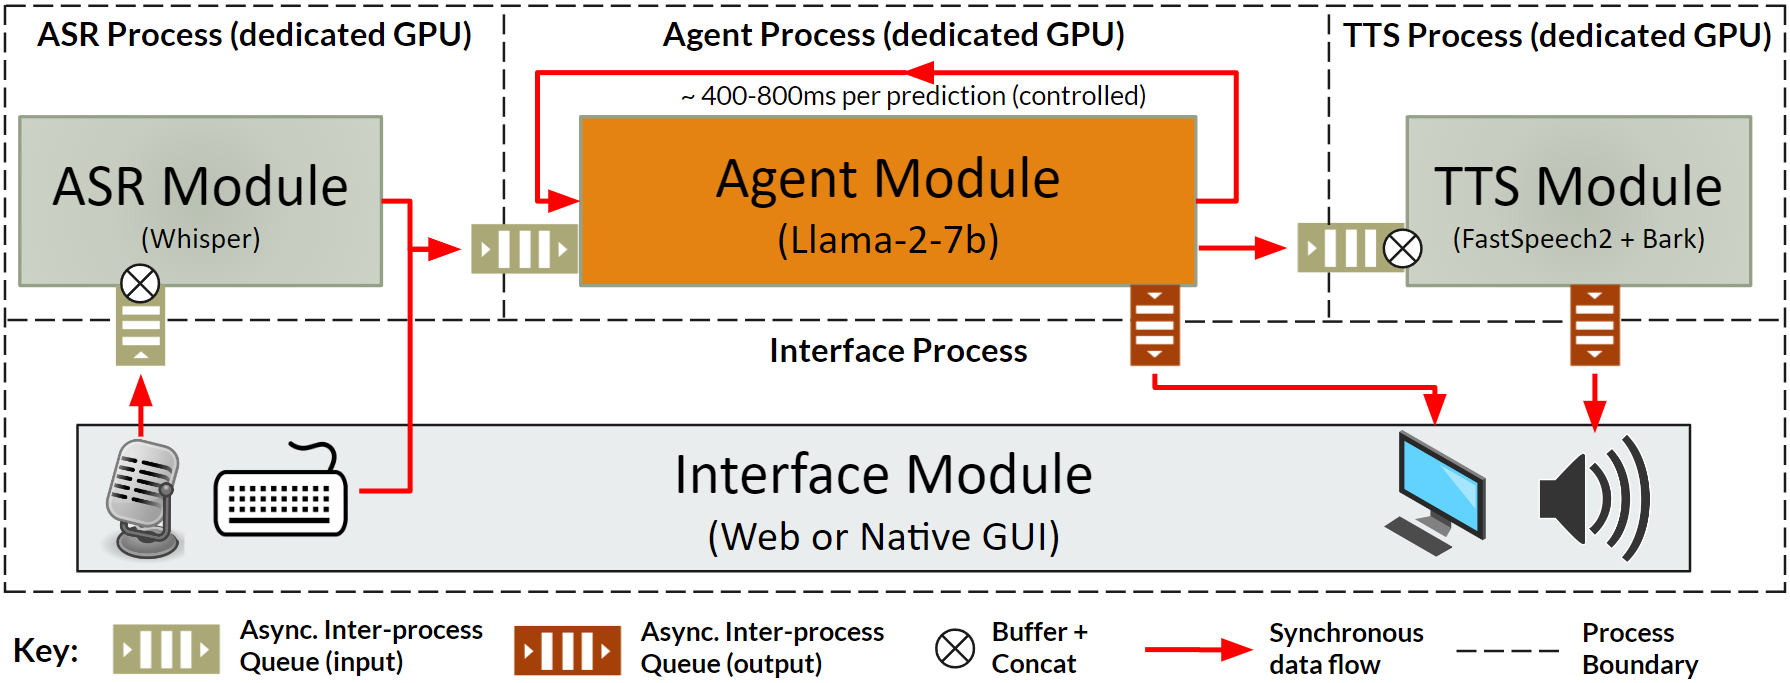 ASR Process (dedicated GPU)
Agent Process (dedicated GPU)
TTS Process (dedicated GPU)
~ 400-800ms per prediction (controlled)
ASR Module
(Whisper)
Agent Module
(Llama-2-7b)
TTS Module
(FastSpeech2 + Bark)
Interface Process
Interface Module
(Web or Native GUI)
Key:
Async. Inter-process
Queue (input)
Async. Inter-process
Queue (output)
Buffer +
Concat
Synchronous
data flow
Process
Boundary